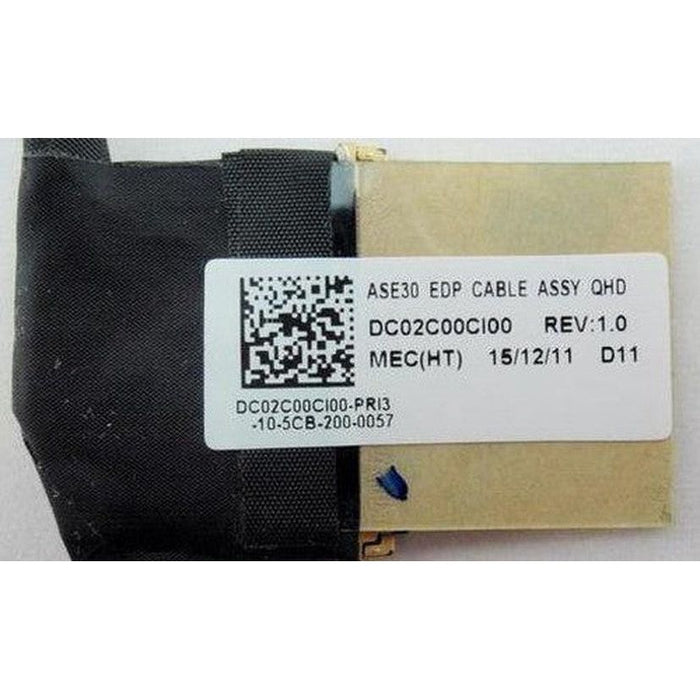 ASE30 EDP CABLE ASSY QHD
DC02C00CI00 REV:1.0
MEC(HT) 15/12/11 D11
DC02C00CI00-PRI3
-10-5CB-200-0057